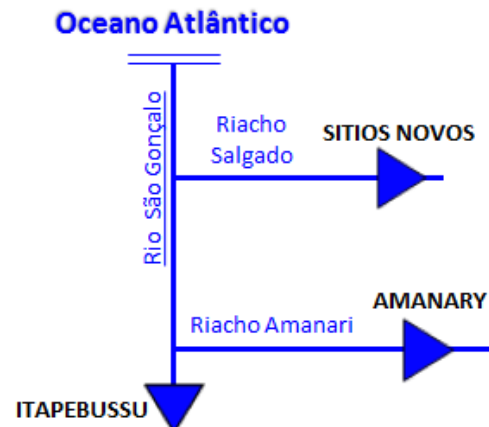 Oceano Atlântico
Riacho
Salgado
SITIOS NOVOS
Rio São Gonçalo
AMANARY
Riacho Amanari
ITAPEBUSSU